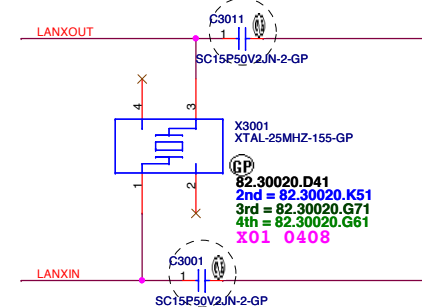 C3011
LANXOUT
1
SC15P50V2JN-2-GP
4
3
X3001
XTAL-25MHZ-155-GP
GP
82.30020.D41
1
2
2nd = 82.30020.K51
3rd = 82.30020.G71
4th = 82.30020.G61
X01 0408
C3001
LANXIN
1
SC15P50V2JN-2-GP